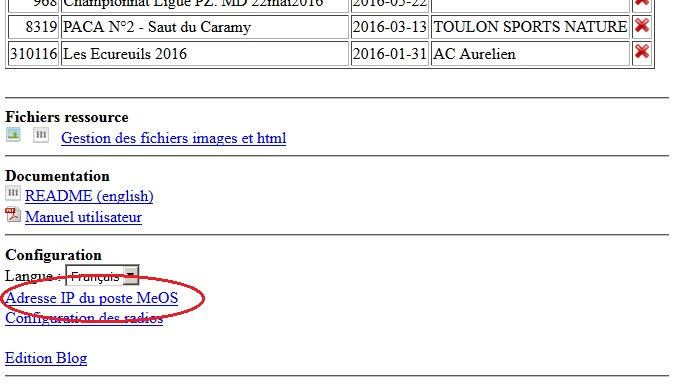 968 Championnat Ligue PZ. MD 22mai2016 2016-05-22
8319 PACA N°2 - Saut du Caramy 2016-03-13 TOULON SPORTS NATURE
310116 Les Ecureuils 2016 2016-01-31 AC Aurelien
Fichiers ressource
Gestion des fichiers images et html
Documentation
README (english)
Manuel utilisateur
Configuration
Langue : Français
Adresse IP du poste MeOS
Configuration des radios
Edition Blog